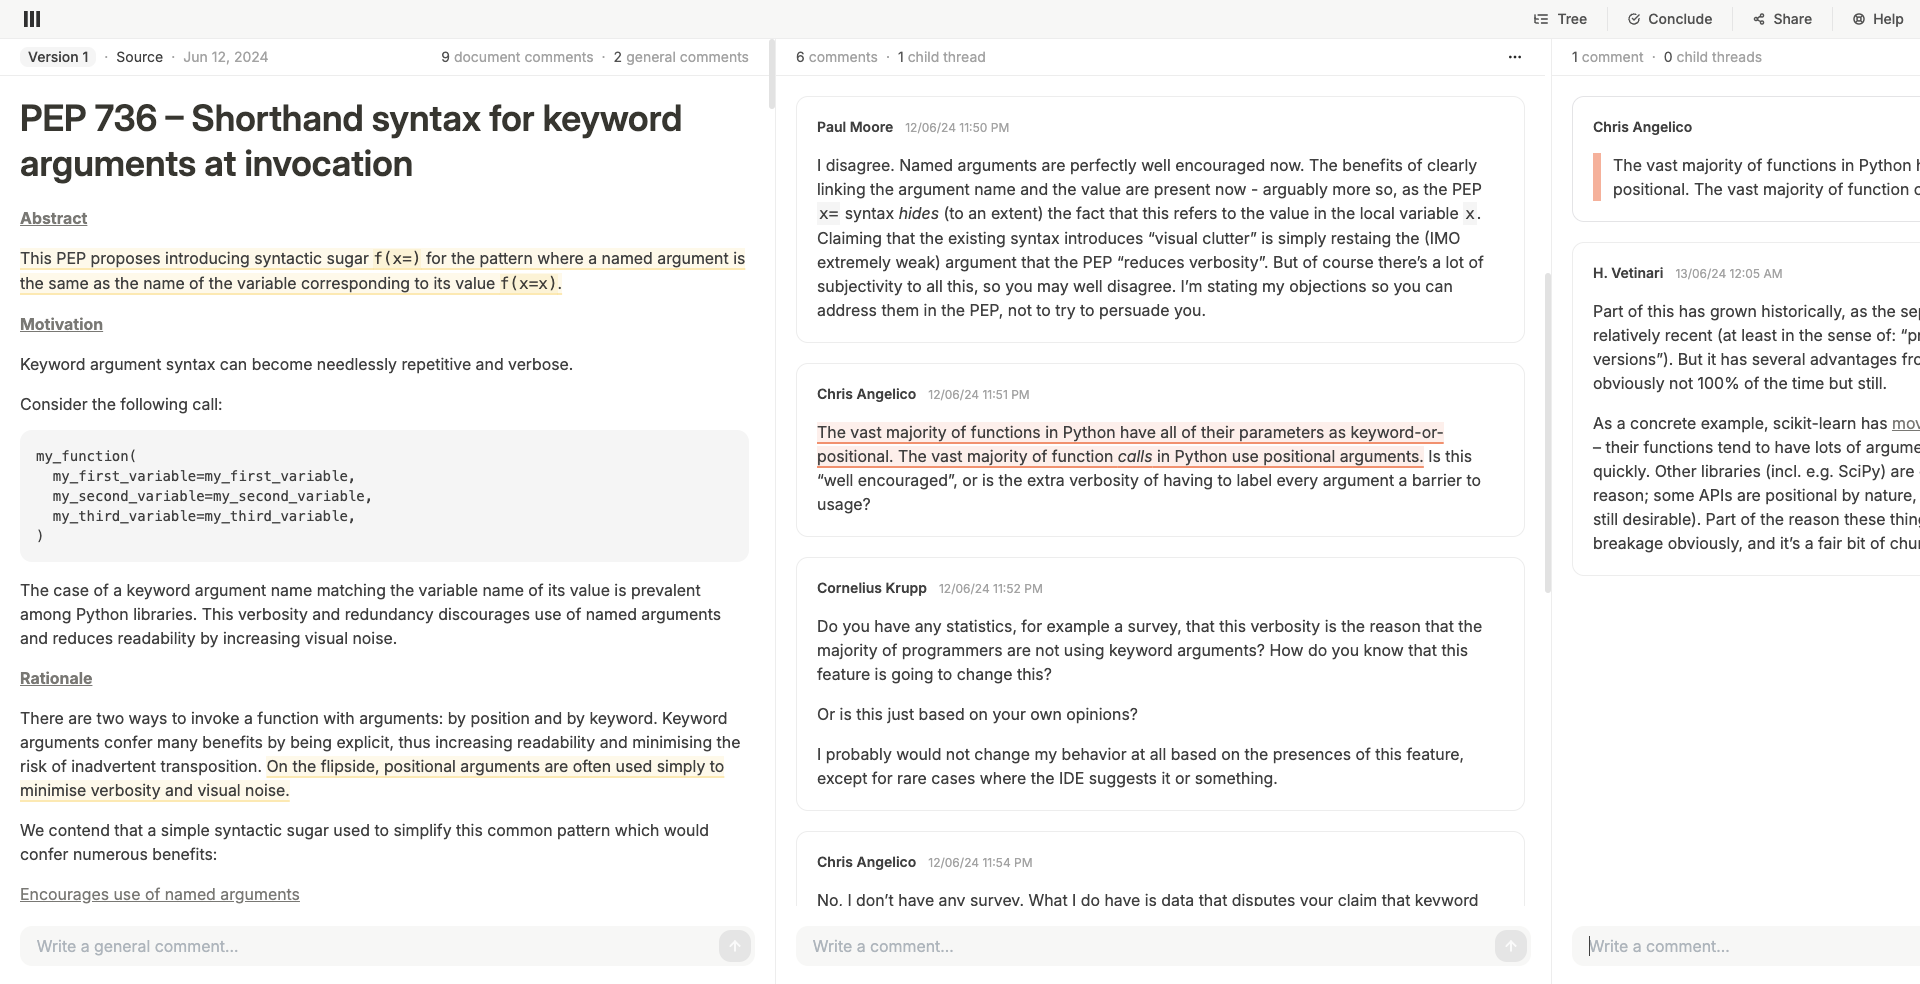 Tree
Conclude
Share
Help
Version 1 · Source · Jun 12, 2024
9 document comments · 2 general comments
PEP 736 – Shorthand syntax for keyword
arguments at invocation
Abstract
This PEP proposes introducing syntactic sugar f(x=) for the pattern where a named argument is
the same as the name of the variable corresponding to its value f(x=x).
Motivation
Keyword argument syntax can become needlessly repetitive and verbose.
Consider the following call:
my_function(
  my_first_variable=my_first_variable,
  my_second_variable=my_second_variable,
  my_third_variable=my_third_variable,
)
The case of a keyword argument name matching the variable name of its value is prevalent
among Python libraries. This verbosity and redundancy discourages use of named arguments
and reduces readability by increasing visual noise.
Rationale
There are two ways to invoke a function with arguments: by position and by keyword. Keyword
arguments confer many benefits by being explicit, thus increasing readability and minimising the
risk of inadvertent transposition. On the flipside, positional arguments are often used simply to
minimise verbosity and visual noise.
We contend that a simple syntactic sugar used to simplify this common pattern which would
confer numerous benefits:
Encourages use of named arguments
Write a general comment...
6 comments · 1 child thread
Paul Moore 12/06/24 11:50 PM
I disagree. Named arguments are perfectly well encouraged now. The benefits of clearly
linking the argument name and the value are present now - arguably more so, as the PEP
x= syntax hides (to an extent) the fact that this refers to the value in the local variable x.
Claiming that the existing syntax introduces “visual clutter” is simply restaing the (IMO
extremely weak) argument that the PEP “reduces verbosity”. But of course there’s a lot of
subjectivity to all this, so you may well disagree. I’m stating my objections so you can
address them in the PEP, not to try to persuade you.
Chris Angelico 12/06/24 11:51 PM
The vast majority of functions in Python have all of their parameters as keyword-or-
positional. The vast majority of function calls in Python use positional arguments. Is this
“well encouraged”, or is the extra verbosity of having to label every argument a barrier to
usage?
Cornelius Krupp 12/06/24 11:52 PM
Do you have any statistics, for example a survey, that this verbosity is the reason that the
majority of programmers are not using keyword arguments? How do you know that this
feature is going to change this?
Or is this just based on your own opinions?
I probably would not change my behavior at all based on the presences of this feature,
except for rare cases where the IDE suggests it or something.
Chris Angelico 12/06/24 11:54 PM
No, I don’t have any survey. What I do have is data that disputes your claim that keyword
Write a comment...
1 comment · 0 child threads
Chris Angelico
The vast majority of functions in Python
positional. The vast majority of function
H. Vetinari 13/06/24 12:05 AM
Part of this has grown historically, as the
relatively recent (at least in the sense of:
versions”). But it has several advantages
obviously not 100% of the time but still.
As a concrete example, scikit-learn has
– their functions tend to have lots of
quickly. Other libraries (incl. e.g. SciPy) are
reason; some APIs are positional by nature,
still desirable). Part of the reason these
breakage obviously, and it’s a fair bit of
Write a comment...